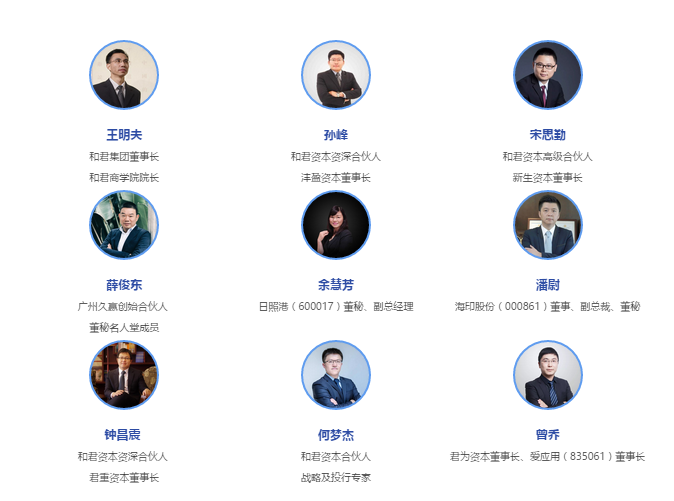 王明夫
和君集团董事长
和君商学院院长
孙峰
和君资本资深合伙人
沣盈资本董事长
宋思勤
和君资本高级合伙人
新生资本董事长
薛俊东
广州久赢创始合伙人
董秘名人堂成员
余慧芳
日照港（600017）董秘、副总经理
潘尉
海印股份（000861）董事、副总裁、董秘
钟昌震
和君资本资深合伙人
君重资本董事长
何梦杰
和君资本合伙人
战略及投行专家
曾乔
君为资本董事长、爱应用（835061）董事长